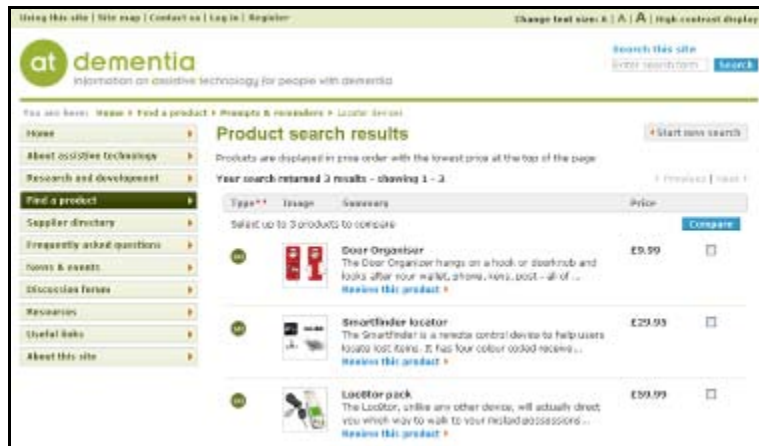 Using this site | Site map | Contact us | Log in | Register
Change text size: A | A | A | High contrast display
at dementia
information on assistive technology for people with dementia
Search this site
Enter search term
Search
You are here: Home Find a product Prompts & reminders Locator devices
Home
About assistive technology
Research and development
Find a product
Supplier directory
Frequently asked questions
News & events
Discussion forum
Resources
Useful links
About this site
Product search results
Start new search
Products are displayed in price order with the lowest price at the top of the page
Your search returned 3 results - showing 1 - 3
Previous | Next
Type** Image Summary Price
Select up to 3 products to compare
Compare
Door Organiser £9.99
The Door Organizer hangs on a hook or doorknob and
looks after your wallet, phone, keys, post - all of ...
Review this product
Smartfinder locator £29.95
The Smartfinder is a remote control device to help users
locate lost items. It has four colour coded receive ...
Review this product
Loc8tor pack £59.99
The Loc8tor, unlike any other device, will actually direct
you which way to walk to your mislaid possessions ...
Review this product